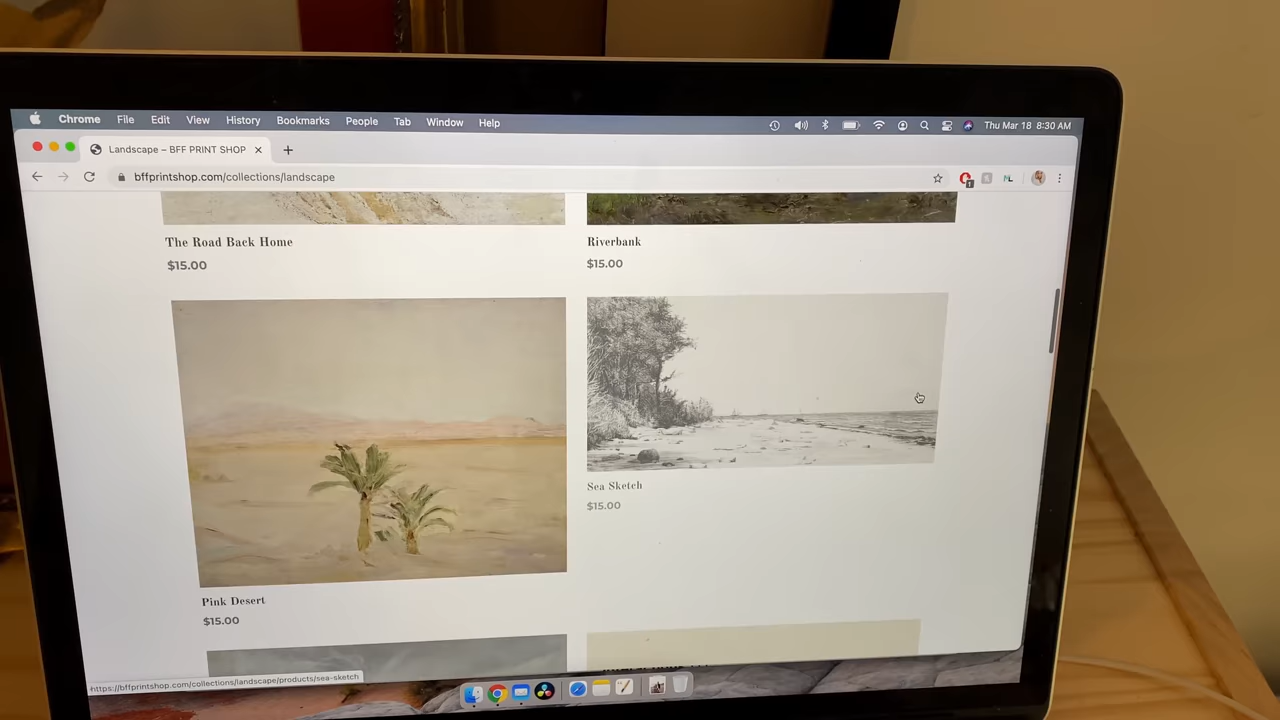 Chrome File Edit View History Bookmarks People Tab Window Help Thu Mar 18 8:30 AM
Landscape – BFF PRINT SHOP
bffprintshop.com/collections/landscape
The Road Back Home
$15.00
Riverbank
$15.00
Sea Sketch
$15.00
Pink Desert
$15.00
https://bffprintshop.com/collections/landscape/products/sea-sketch